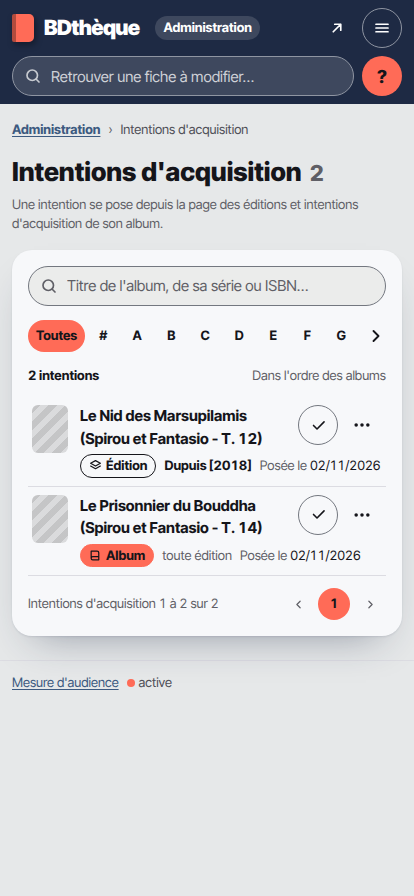 BDthèque Administration
Retrouver une fiche à modifier... ?
Administration › Intentions d'acquisition
Intentions d'acquisition 2
Une intention se pose depuis la page des éditions et intentions
d'acquisition de son album.
Titre de l'album, de sa série ou ISBN...
Toutes # A B C D E F G
2 intentions Dans l'ordre des albums
Le Nid des Marsupilamis
(Spirou et Fantasio - T. 12)
Édition Depuis [2018] Posée le 02/11/2026
Le Prisonnier du Bouddha
(Spirou et Fantasio - T. 14)
Album toute édition Posée le 02/11/2026
Intentions d'acquisition 1 à 2 sur 2 ‹ 1 ›
Mesure d'audience active